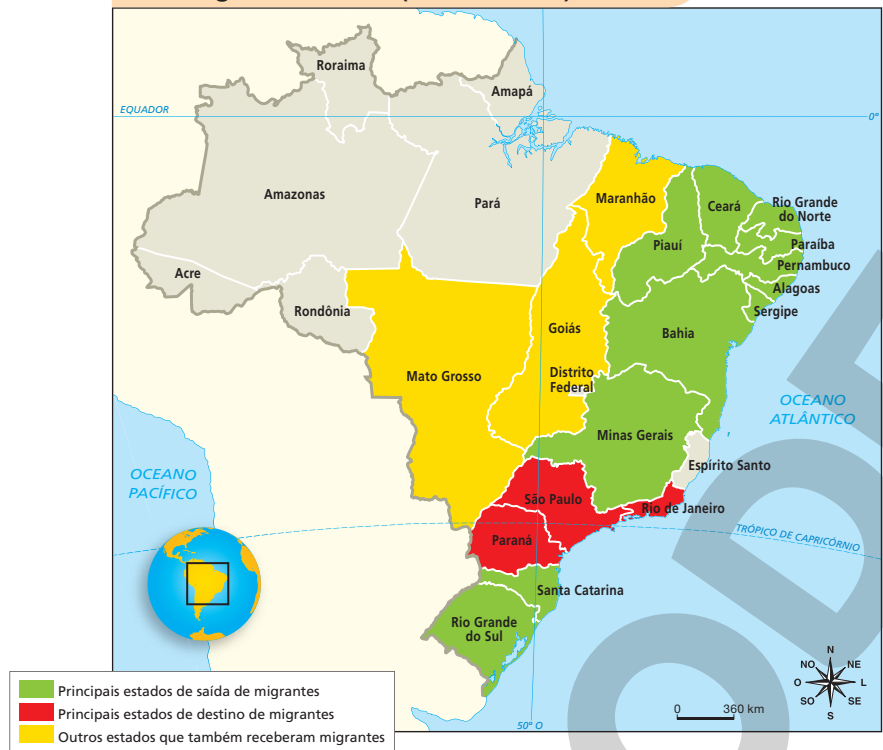 Roraima
Amapá
EQUADOR
0°
Amazonas
Pará
Maranhão
Ceará
Rio Grande
do Norte
Piauí
Paraíba
Pernambuco
Acre
Alagoas
Rondônia
Sergipe
Goiás
Bahia
Mato Grosso
Distrito
Federal
OCEANO
ATLÂNTICO
Minas Gerais
Espírito Santo
OCEANO
PACÍFICO
São Paulo
Rio de Janeiro
TRÓPICO DE CAPRICÓRNIO
Paraná
Santa Catarina
Rio Grande
do Sul
N
NO
NE
O
L
SO
SE
S
0
360 km
50° O
Principais estados de saída de migrantes
Principais estados de destino de migrantes
Outros estados que também receberam migrantes